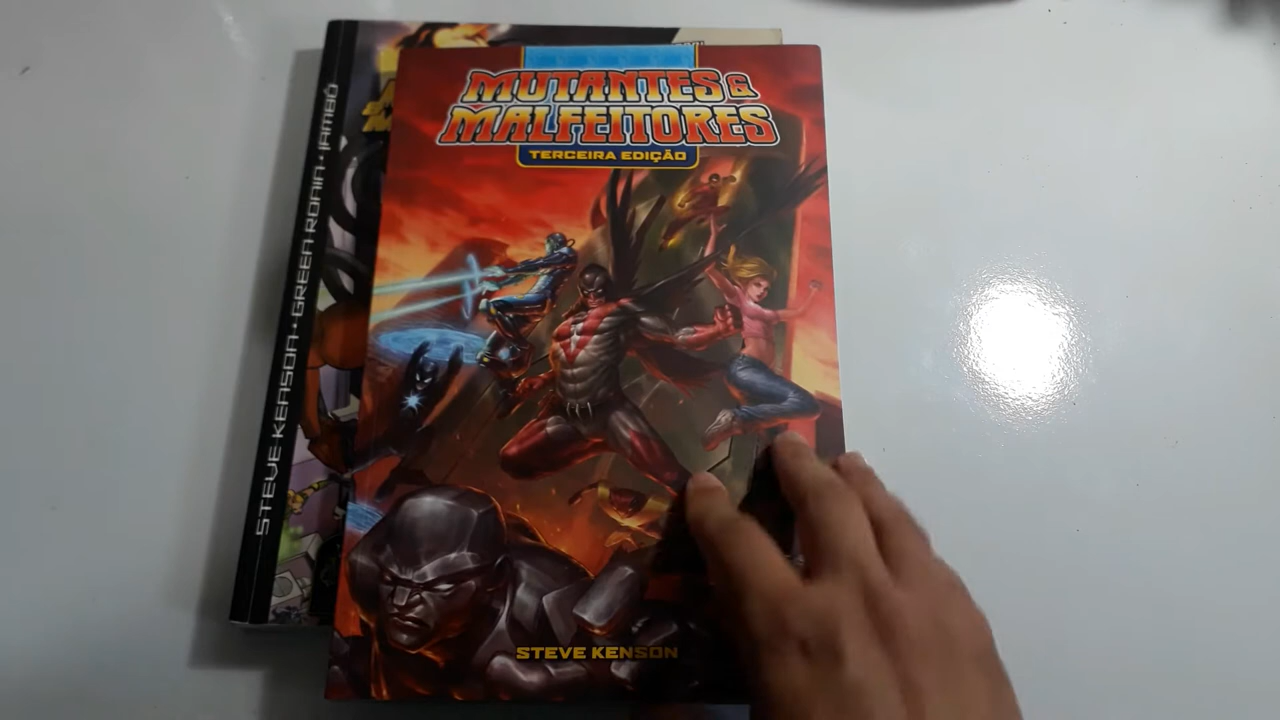 MUTANTES &
MALFEITORES
TERCEIRA EDIÇÃO
STEVE KENSON
STEVE KENSON • GREEN RONIN • JAMBÔ